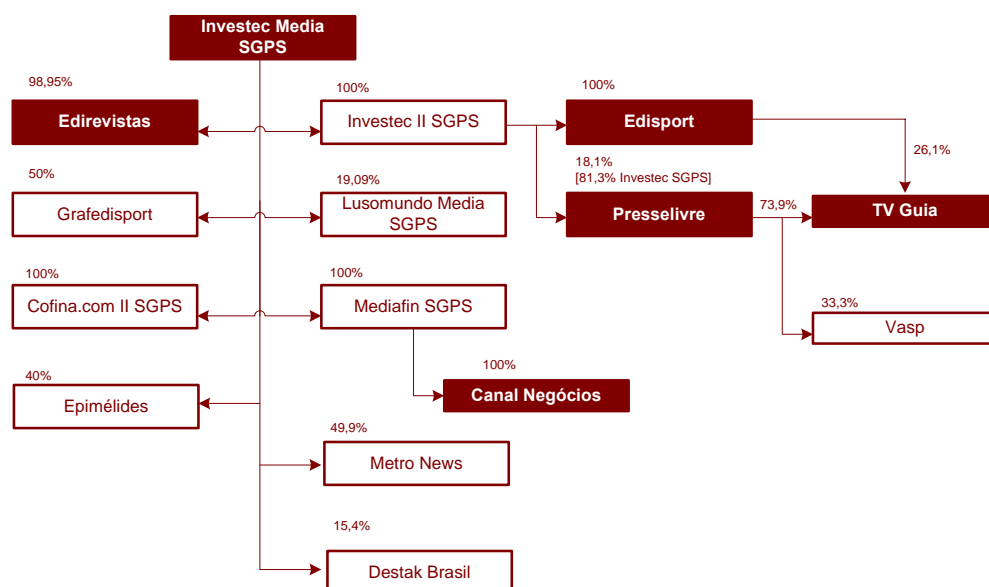 Investec Media
SGPS
98,95%
Edirevistas
100%
Investec II SGPS
100%
Edisport
26,1%
50%
Grafedisport
19,09%
Lusomundo Media
SGPS
18,1%
[81,3% Investec SGPS]
Presselivre
73,9%
TV Guia
100%
Cofina.com II SGPS
100%
Mediafin SGPS
33,3%
Vasp
40%
Epimélides
100%
Canal Negócios
49,9%
Metro News
15,4%
Destak Brasil